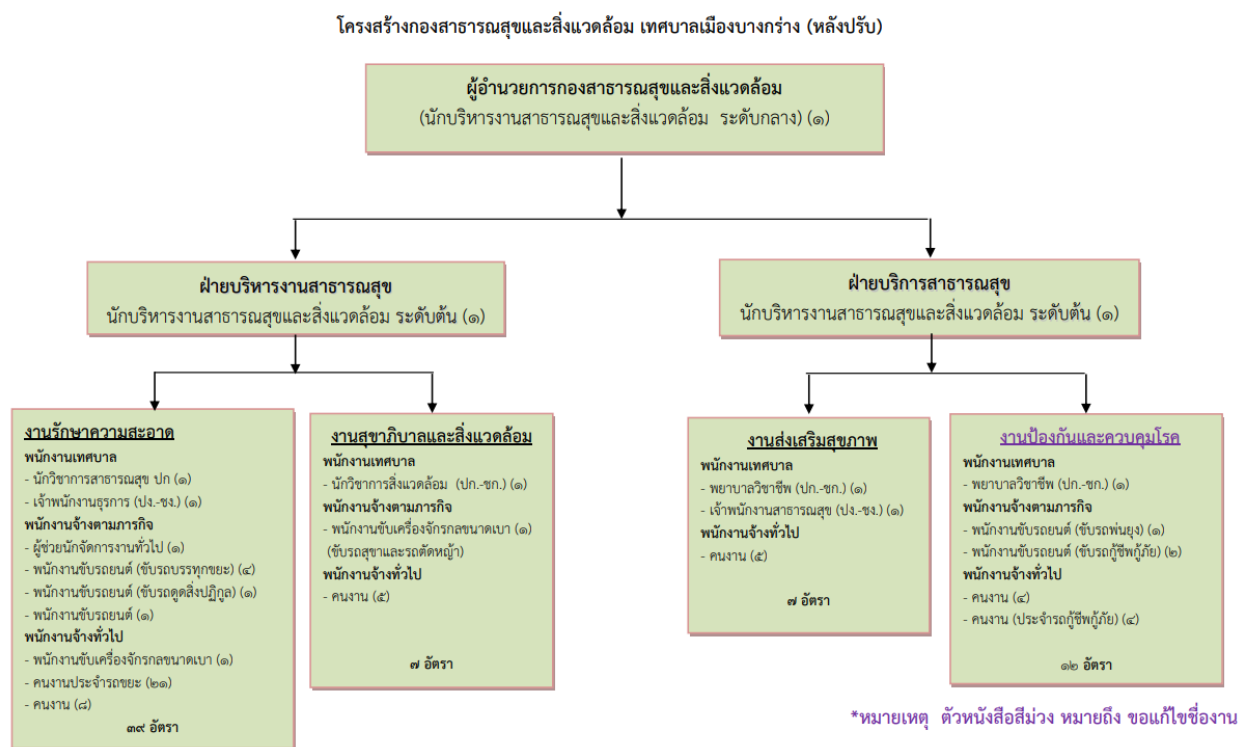 โครงสร้างกองสาธารณสุขและสิ่งแวดล้อม เทศบาลเมืองบางกร่าง (หลังปรับ)
ผู้อำนวยการกองสาธารณสุขและสิ่งแวดล้อม
(นักบริหารงานสาธารณสุขและสิ่งแวดล้อม ระดับกลาง) (๑)
ฝ่ายบริหารงานสาธารณสุข
นักบริหารงานสาธารณสุขและสิ่งแวดล้อม ระดับต้น (๑)
ฝ่ายบริการสาธารณสุข
นักบริหารงานสาธารณสุขและสิ่งแวดล้อม ระดับต้น (๑)
งานรักษาความสะอาด
พนักงานเทศบาล
- นักวิชาการสาธารณสุข ปก (๑)
- เจ้าพนักงานธุรการ (ปง.-ชง.) (๑)
พนักงานจ้างตามภารกิจ
- ผู้ช่วยนักจัดการงานทั่วไป (๑)
- พนักงานขับรถยนต์ (ขับรถบรรทุกขยะ) (๔)
- พนักงานขับรถยนต์ (ขับรถดูดสิ่งปฏิกูล) (๑)
- พนักงานขับรถยนต์ (๑)
พนักงานจ้างทั่วไป
- พนักงานขับเครื่องจักรกลขนาดเบา (๑)
- คนงานประจำรถขยะ (๒๑)
- คนงาน (๘)
๓๙ อัตรา
งานสุขาภิบาลและสิ่งแวดล้อม
พนักงานเทศบาล
- นักวิชาการสิ่งแวดล้อม (ปก.-ชก.) (๑)
พนักงานจ้างตามภารกิจ
- พนักงานขับเครื่องจักรกลขนาดเบา (๑)
(ขับรถสุขาและรถตัดหญ้า)
พนักงานจ้างทั่วไป
- คนงาน (๕)
๗ อัตรา
งานส่งเสริมสุขภาพ
พนักงานเทศบาล
- พยาบาลวิชาชีพ (ปก.-ชก.) (๑)
- เจ้าพนักงานสาธารณสุข (ปง.-ชง.) (๑)
พนักงานจ้างทั่วไป
- คนงาน (๕)
๗ อัตรา
งานป้องกันและควบคุมโรค
พนักงานเทศบาล
- พยาบาลวิชาชีพ (ปก.-ชก.) (๑)
พนักงานจ้างตามภารกิจ
- พนักงานขับรถยนต์ (ขับรถพ่นยุง) (๑)
- พนักงานขับรถยนต์ (ขับรถกู้ชีพกู้ภัย) (๒)
พนักงานจ้างทั่วไป
- คนงาน (๔)
- คนงาน (ประจำรถกู้ชีพกู้ภัย) (๔)
๑๒ อัตรา
*หมายเหตุ ตัวหนังสือสีม่วง หมายถึง ขอแก้ไขชื่องาน